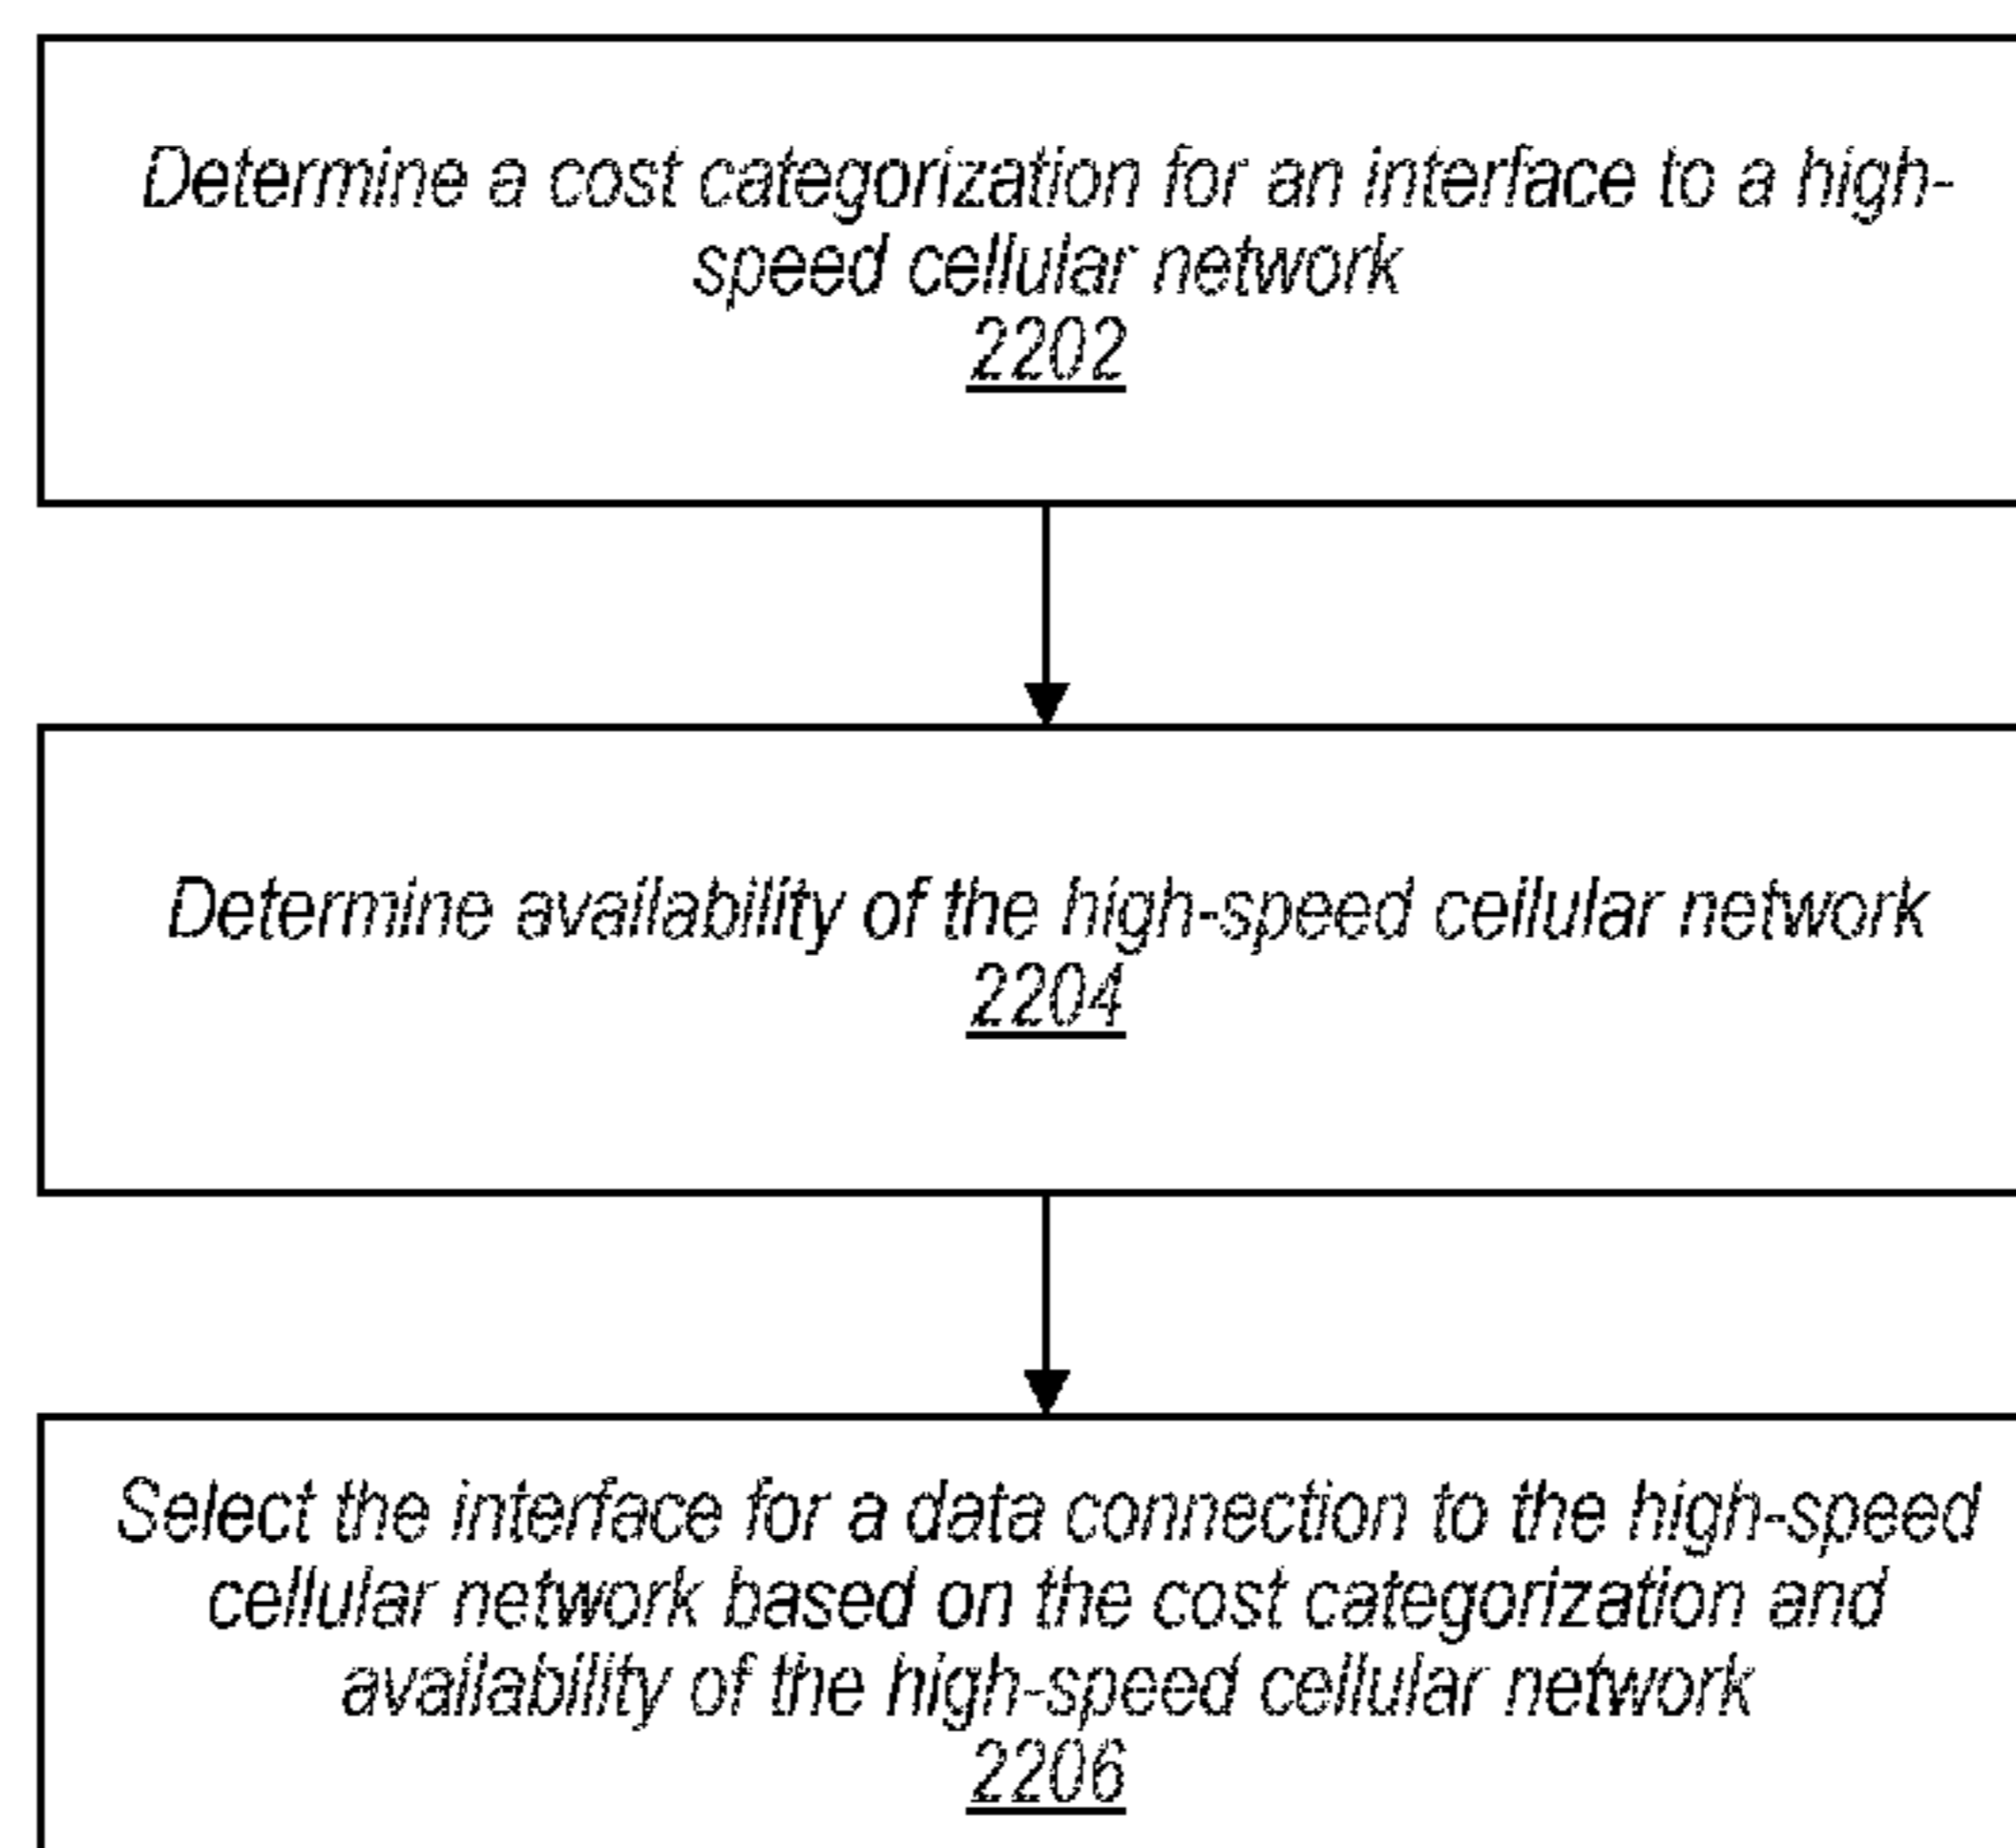 Determine a cost categorization for an interface to a high-
speed cellular network
2202
Determine availability of the high-speed cellular network
2204
Select the interface for a data connection to the high-speed
cellular network based on the cost categorization and
availability of the high-speed cellular network
2206